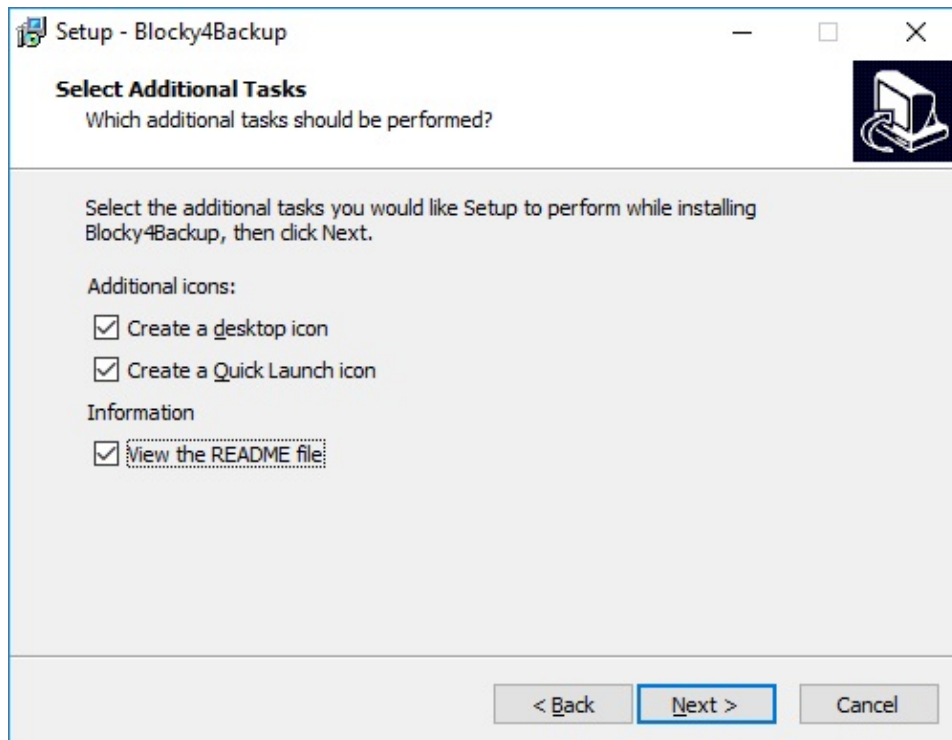 Setup - Blocky4Backup
Select Additional Tasks
Which additional tasks should be performed?
Select the additional tasks you would like Setup to perform while installing
Blocky4Backup, then click Next.
Additional icons:
Create a desktop icon
Create a Quick Launch icon
Information
View the README file
< Back Next > Cancel